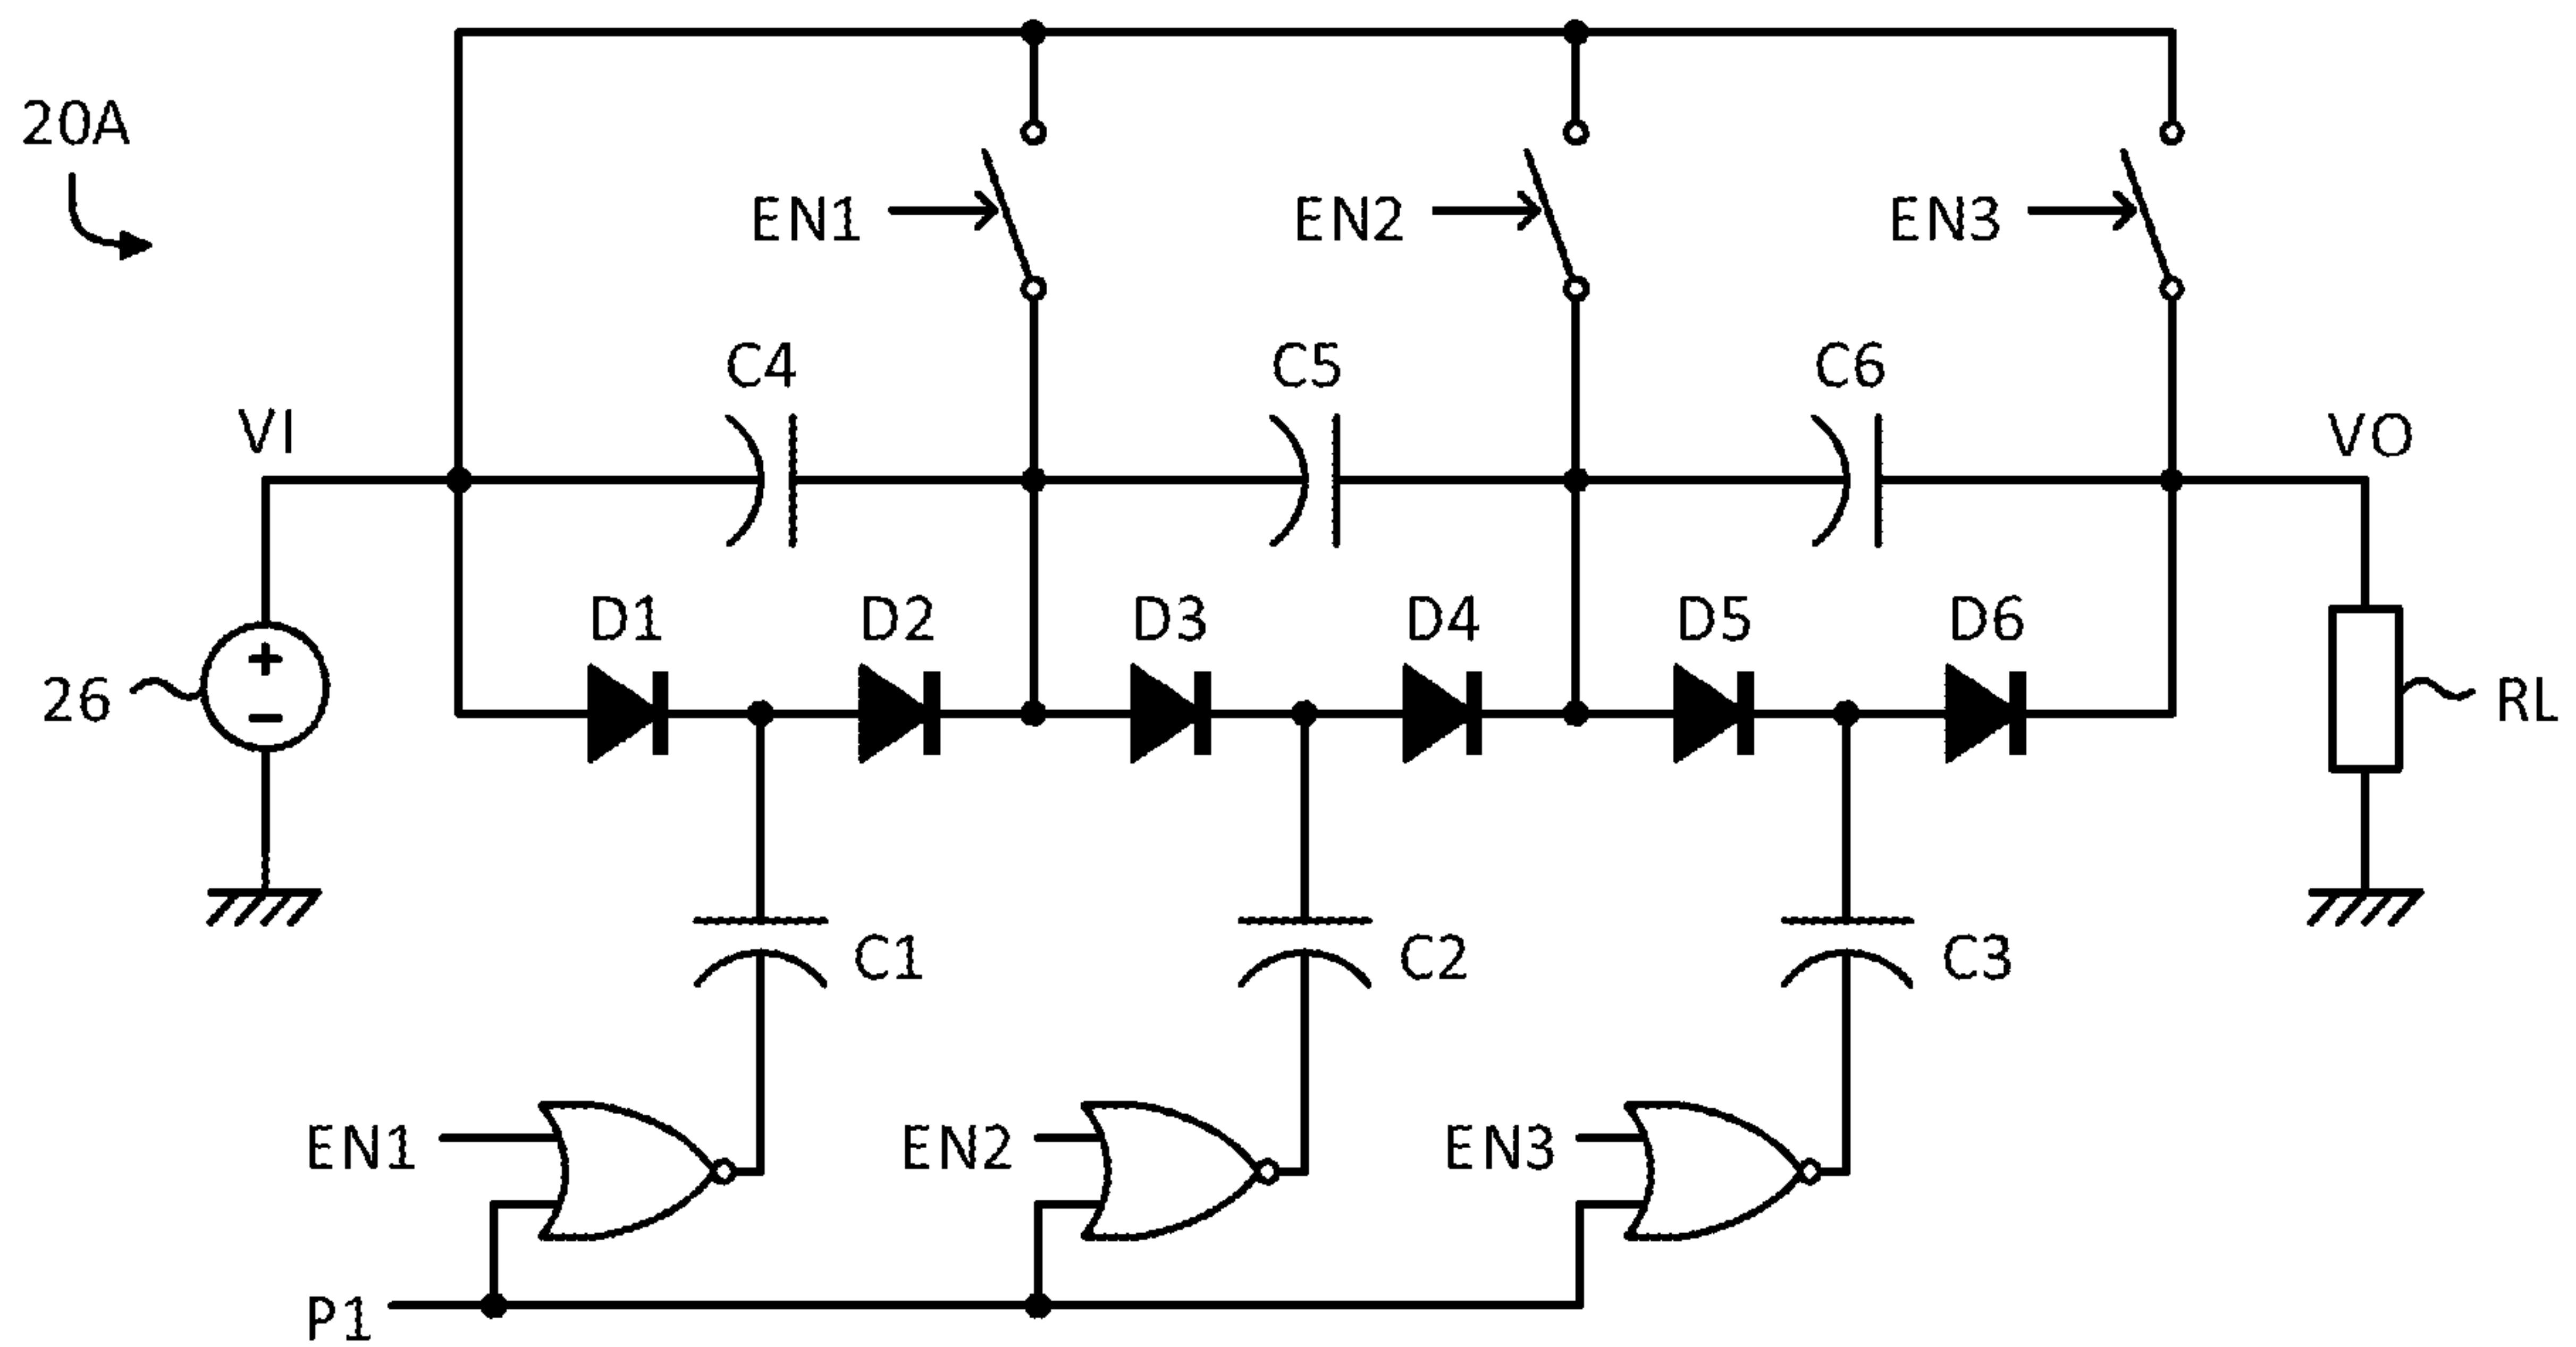 20A
EN1
EN2
EN3
C4
C5
C6
VI
VO
D1
D2
D3
D4
D5
D6
26
+
−
RL
C1
C2
C3
EN1
EN2
EN3
P1